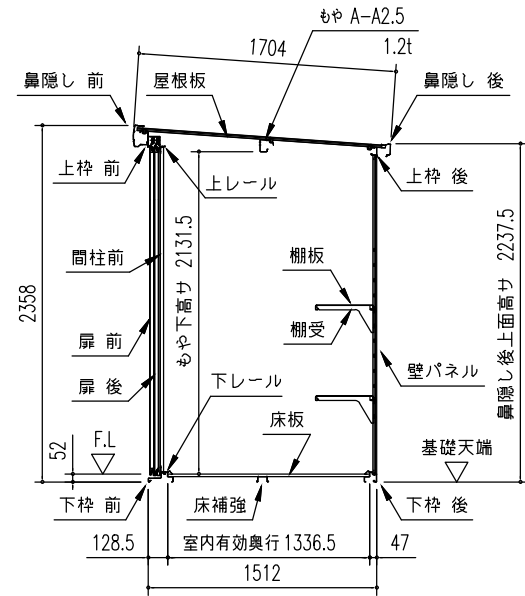 もや A-A2.5
1704
1.2t
鼻隠し 前
屋根板
鼻隠し 後
上枠 前
上レール
上枠 後
間柱前
もや下高サ 2131.5
棚板
棚受
2358
鼻隠し後上面高サ 2237.5
扉 前
扉 後
壁パネル
下レール
床板
52
F.L
基礎天端
下枠 前
床補強
下枠 後
128.5
室内有効奥行 1336.5
47
1512